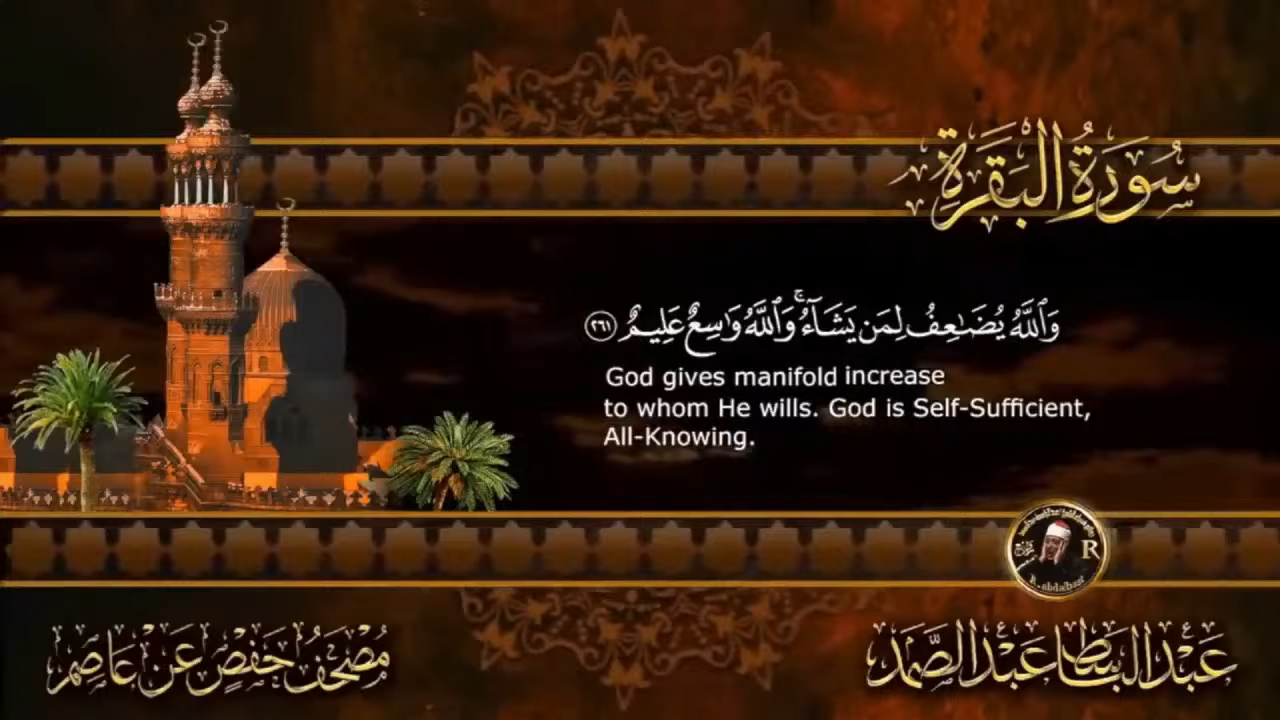 سُورَةُ البَقَرَةِ
وَٱللَّهُ يُضَـٰعِفُ لِمَن يَشَآءُ ۗ وَٱللَّهُ وَٰسِعٌ عَلِيمٌ ٢٦١
God gives manifold increase
to whom He wills. God is Self-Sufficient,
All-Knowing.
R
مُصْحَفُ حَفْصٍ عَنْ عَاصِمٍ
عَبْدُ البَاسِطِ عَبْدُ الصَّمَدِ